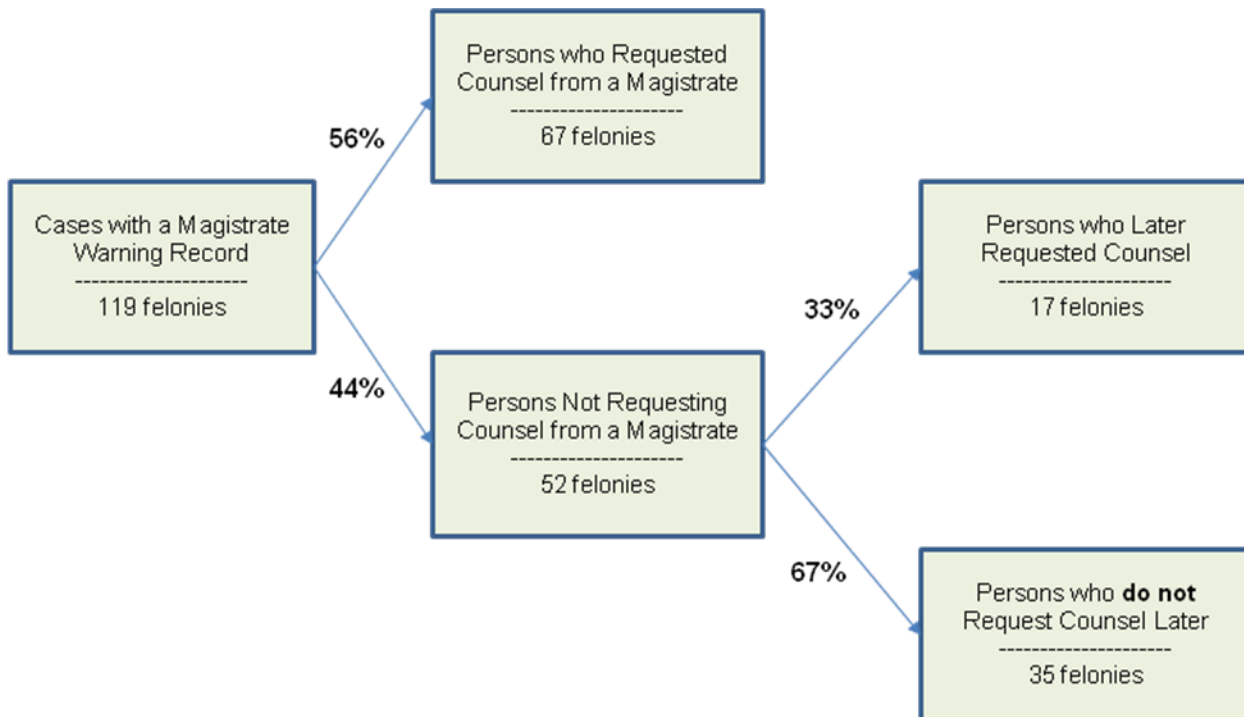 Persons who Requested
Counsel from a Magistrate
---------------------
67 felonies
56%
Cases with a Magistrate
Warning Record
---------------------
119 felonies
44%
Persons Not Requesting
Counsel from a Magistrate
---------------------
52 felonies
33%
Persons who Later
Requested Counsel
---------------------
17 felonies
67%
Persons who do not
Request Counsel Later
---------------------
35 felonies